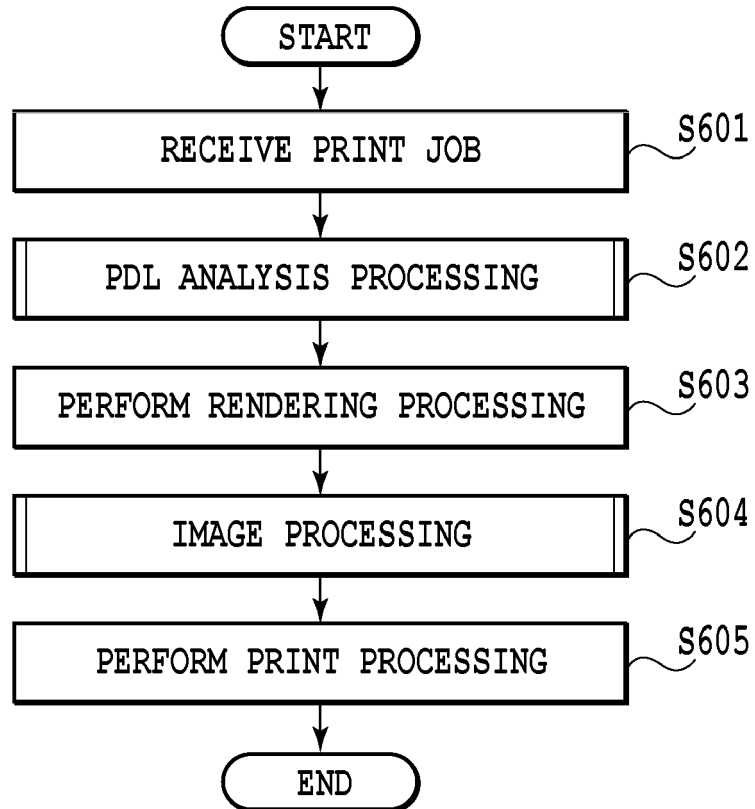 START
RECEIVE PRINT JOB
S601
PDL ANALYSIS PROCESSING
S602
PERFORM RENDERING PROCESSING
S603
IMAGE PROCESSING
S604
PERFORM PRINT PROCESSING
S605
END